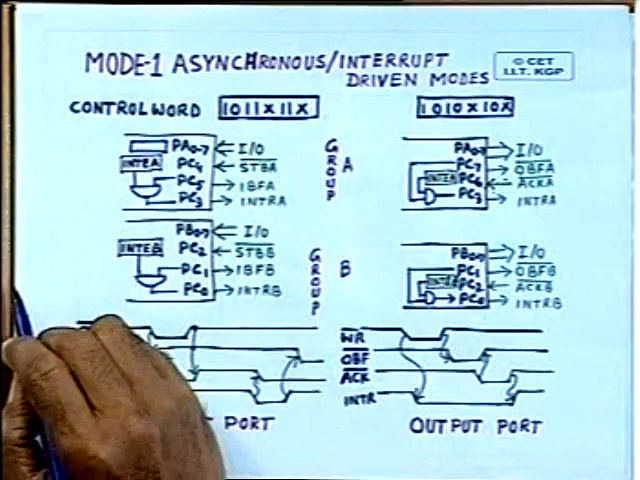 MODE-1 ASYNCHRONOUS/INTERRUPT
DRIVEN MODES
© CET
I.I.T. KGP
CONTROL WORD 1011X11X
1010X10X
PA0-7 I/O
INTEA PC4 STBA
PC5 IBFA
PC3 INTRA
GROUP A
PA0-7 I/O
PC7 OBFA
INTEA PC6 ACKA
PC3 INTRA
PB0-7 I/O
INTEB PC2 STBB
PC1 IBFB
PC0 INTRB
GROUP B
PB0-7 I/O
PC1 OBFB
INTEB PC2 ACKB
PC0 INTRB
WR
OBF
ACK
INTR
PORT
OUTPUT PORT